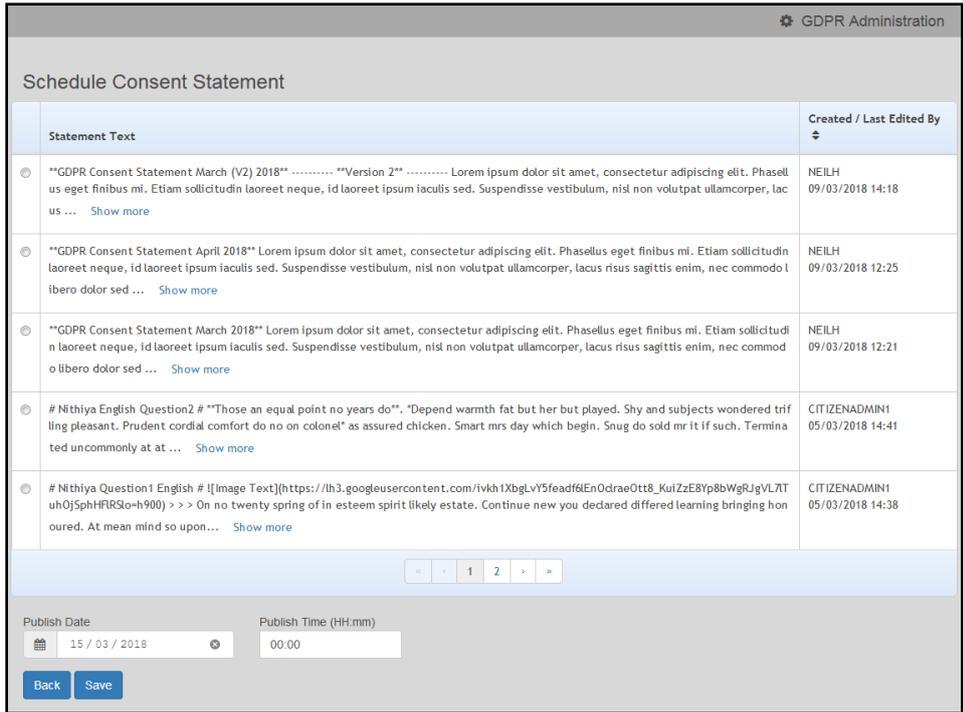 GDPR Administration
Schedule Consent Statement
Statement Text
Created / Last Edited By
**GDPR Consent Statement March (V2) 2018** ---------- **Version 2** ---------- Lorem ipsum dolor sit amet, consectetur adipiscing elit. Phasell
us eget finibus mi. Etiam sollicitudin laoreet neque, id laoreet ipsum iaculis sed. Suspendisse vestibulum, nisl non volutpat ullamcorper, lac
us ... Show more
NEILH
09/03/2018 14:18
**GDPR Consent Statement April 2018** Lorem ipsum dolor sit amet, consectetur adipiscing elit. Phasellus eget finibus mi. Etiam sollicitudin
laoreet neque, id laoreet ipsum iaculis sed. Suspendisse vestibulum, nisl non volutpat ullamcorper, lacus risus sagittis enim, nec commodo l
ibero dolor sed ... Show more
NEILH
09/03/2018 12:25
**GDPR Consent Statement March 2018** Lorem ipsum dolor sit amet, consectetur adipiscing elit. Phasellus eget finibus mi. Etiam sollicitudi
n laoreet neque, id laoreet ipsum iaculis sed. Suspendisse vestibulum, nisl non volutpat ullamcorper, lacus risus sagittis enim, nec commod
o libero dolor sed ... Show more
NEILH
09/03/2018 12:21
# Nithiya English Question2 # **Those an equal point no years do**. *Depend warmth fat but her but played. Shy and subjects wondered trif
ling pleasant. Prudent cordial comfort do no on colonel* as assured chicken. Smart mrs day which begin. Snug do sold mr it if such. Termina
ted uncommonly at at ... Show more
CITIZENADMIN1
05/03/2018 14:41
# Nithiya Question1 English # ![Image Text](https://lh3.googleusercontent.com/
> > > On no twenty spring of in esteem spirit likely estate. Continue new you declared differed learning bringing hon
oured. At mean mind so upon... Show more
CITIZENADMIN1
05/03/2018 14:38
« ‹ 1 2 › »
Publish Date
Publish Time (HH:mm)
15 / 03 / 2018
00:00
Back
Save